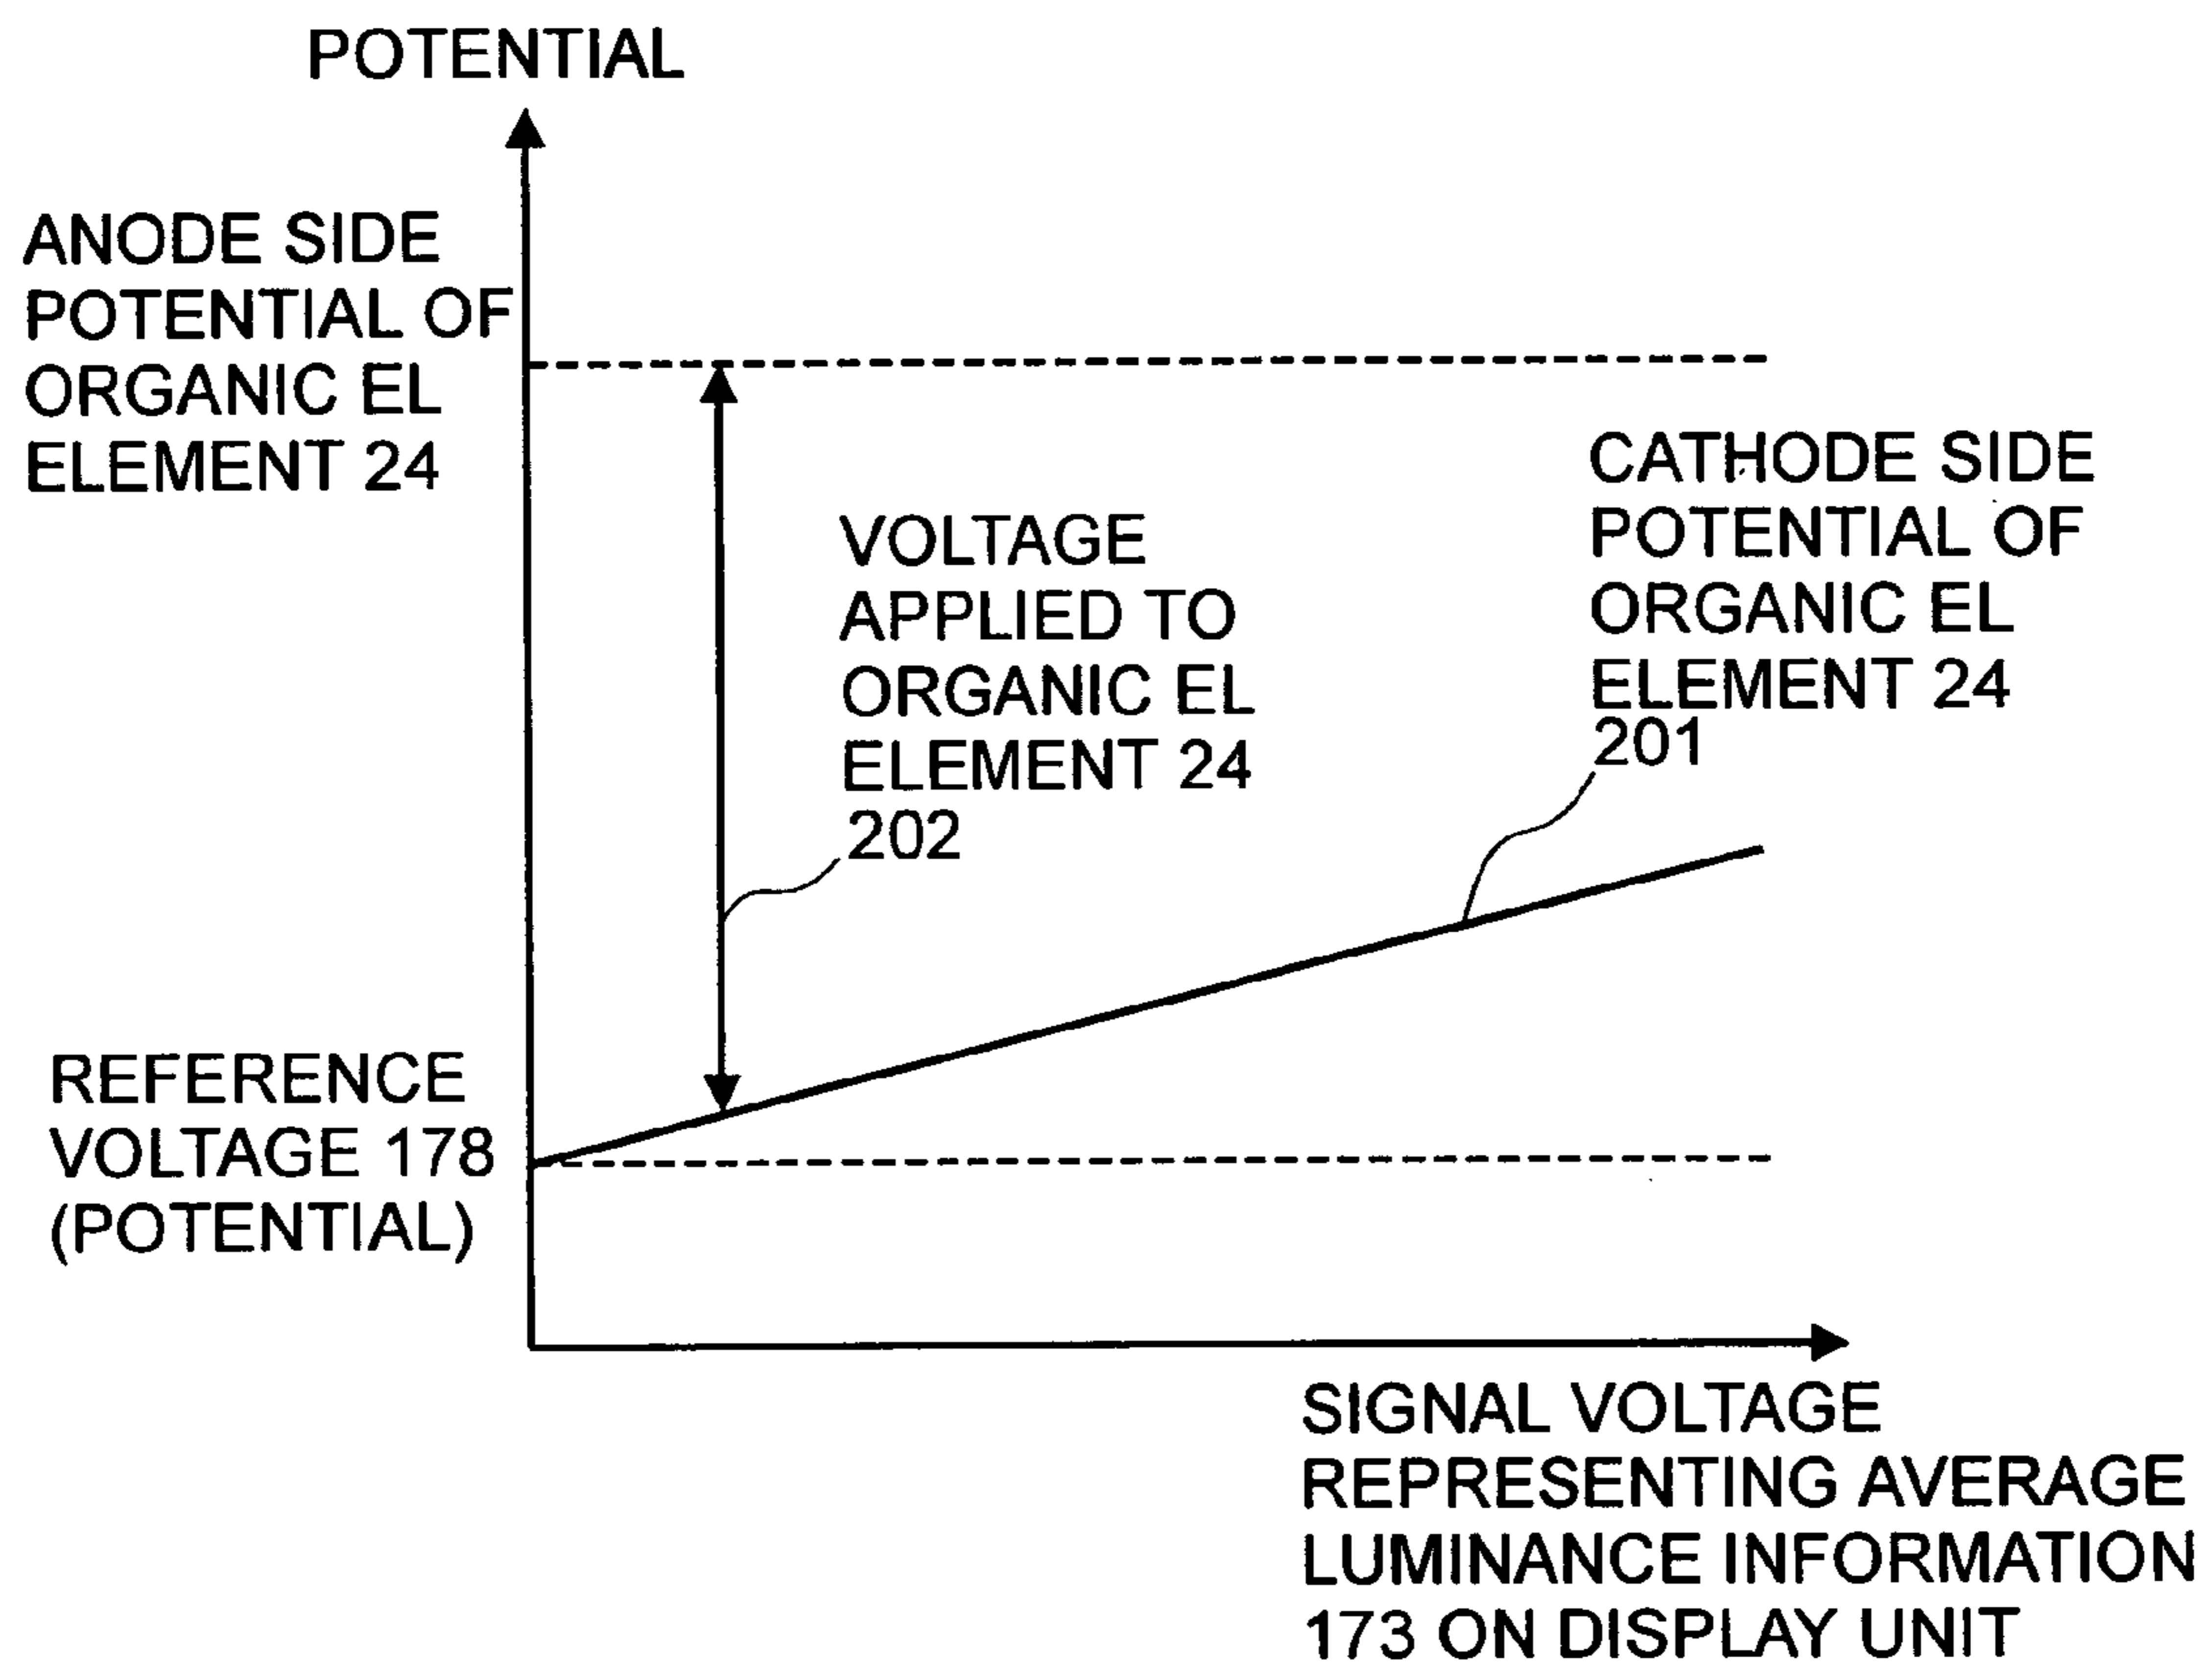 POTENTIAL
ANODE SIDE
POTENTIAL OF
ORGANIC EL
ELEMENT 24
CATHODE SIDE
POTENTIAL OF
ORGANIC EL
ELEMENT 24
201
VOLTAGE
APPLIED TO
ORGANIC EL
ELEMENT 24
202
REFERENCE
VOLTAGE 178
(POTENTIAL)
SIGNAL VOLTAGE
REPRESENTING AVERAGE
LUMINANCE INFORMATION
173 ON DISPLAY UNIT